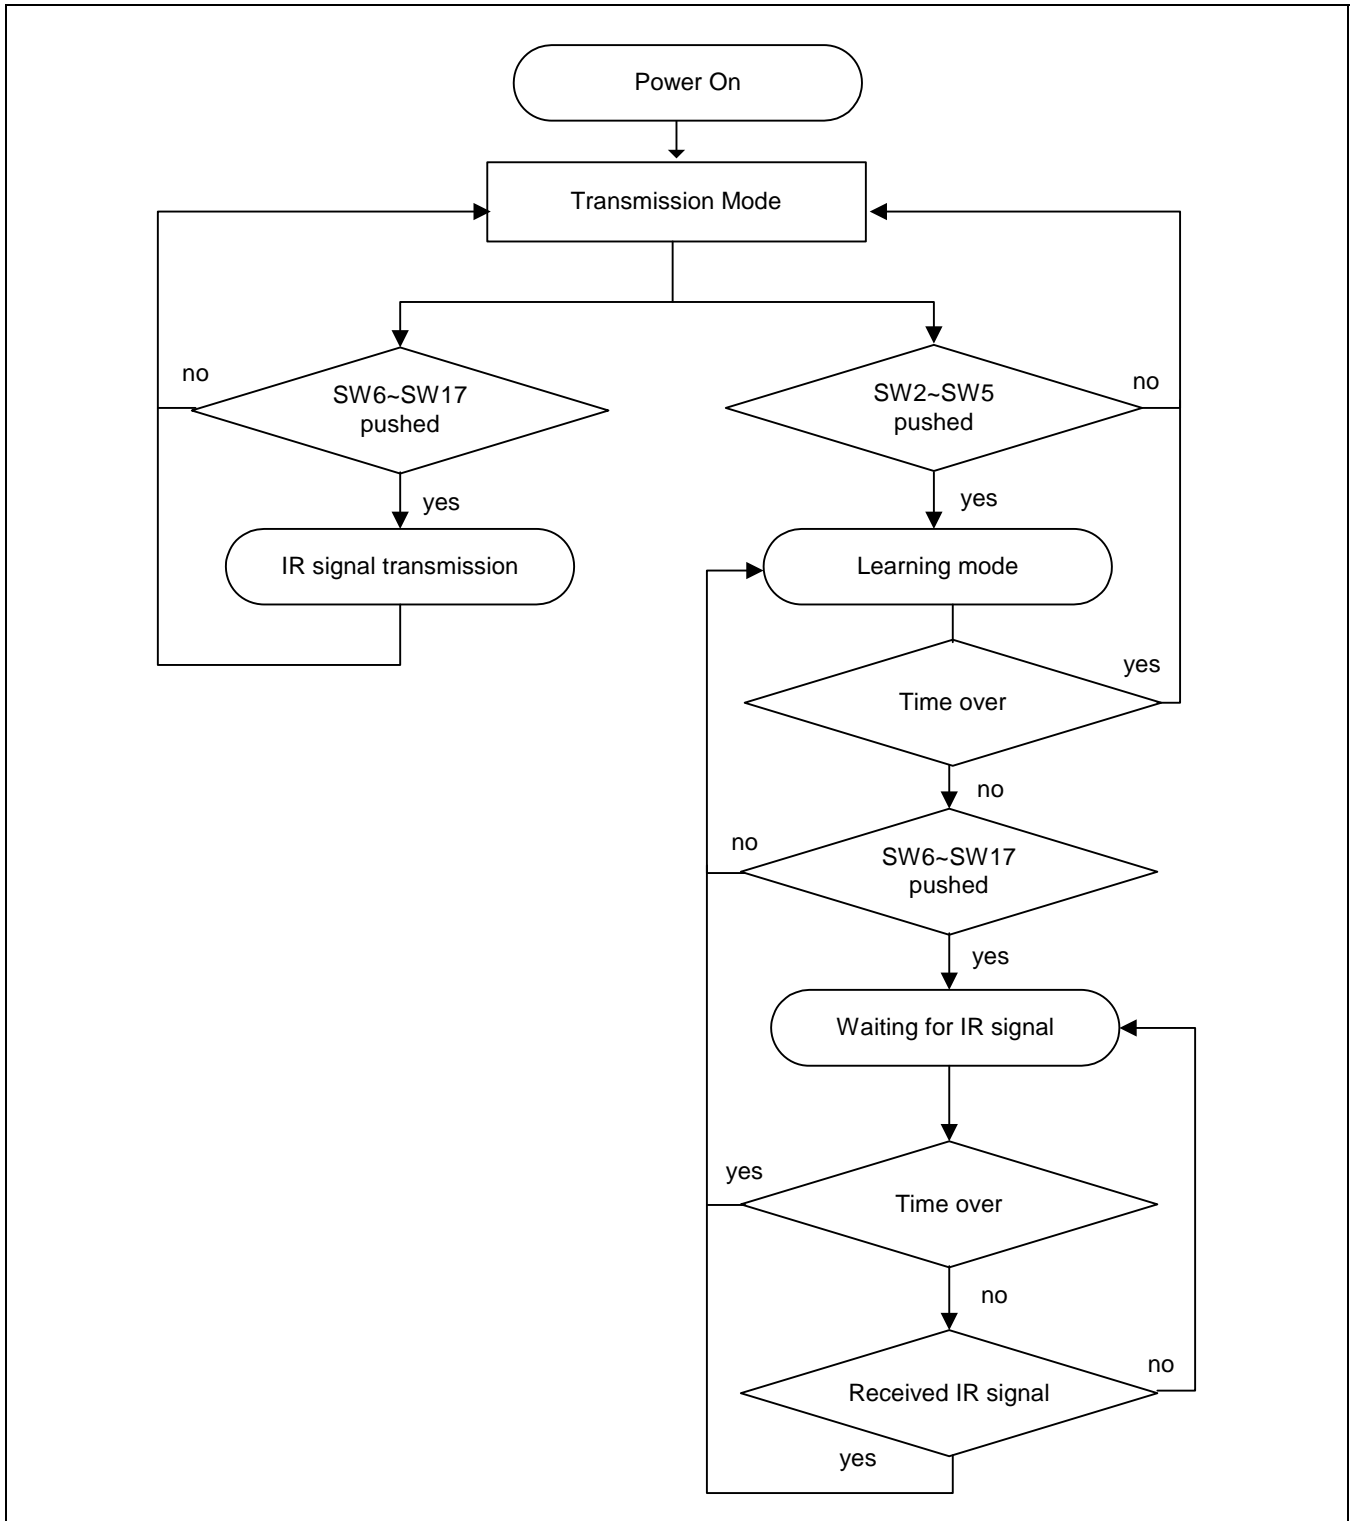 Power On
Transmission Mode
no
SW6~SW17
pushed
SW2~SW5
pushed
no
yes
yes
IR signal transmission
Learning mode
yes
Time over
no
no
SW6~SW17
pushed
yes
Waiting for IR signal
yes
Time over
no
no
Received IR signal
yes